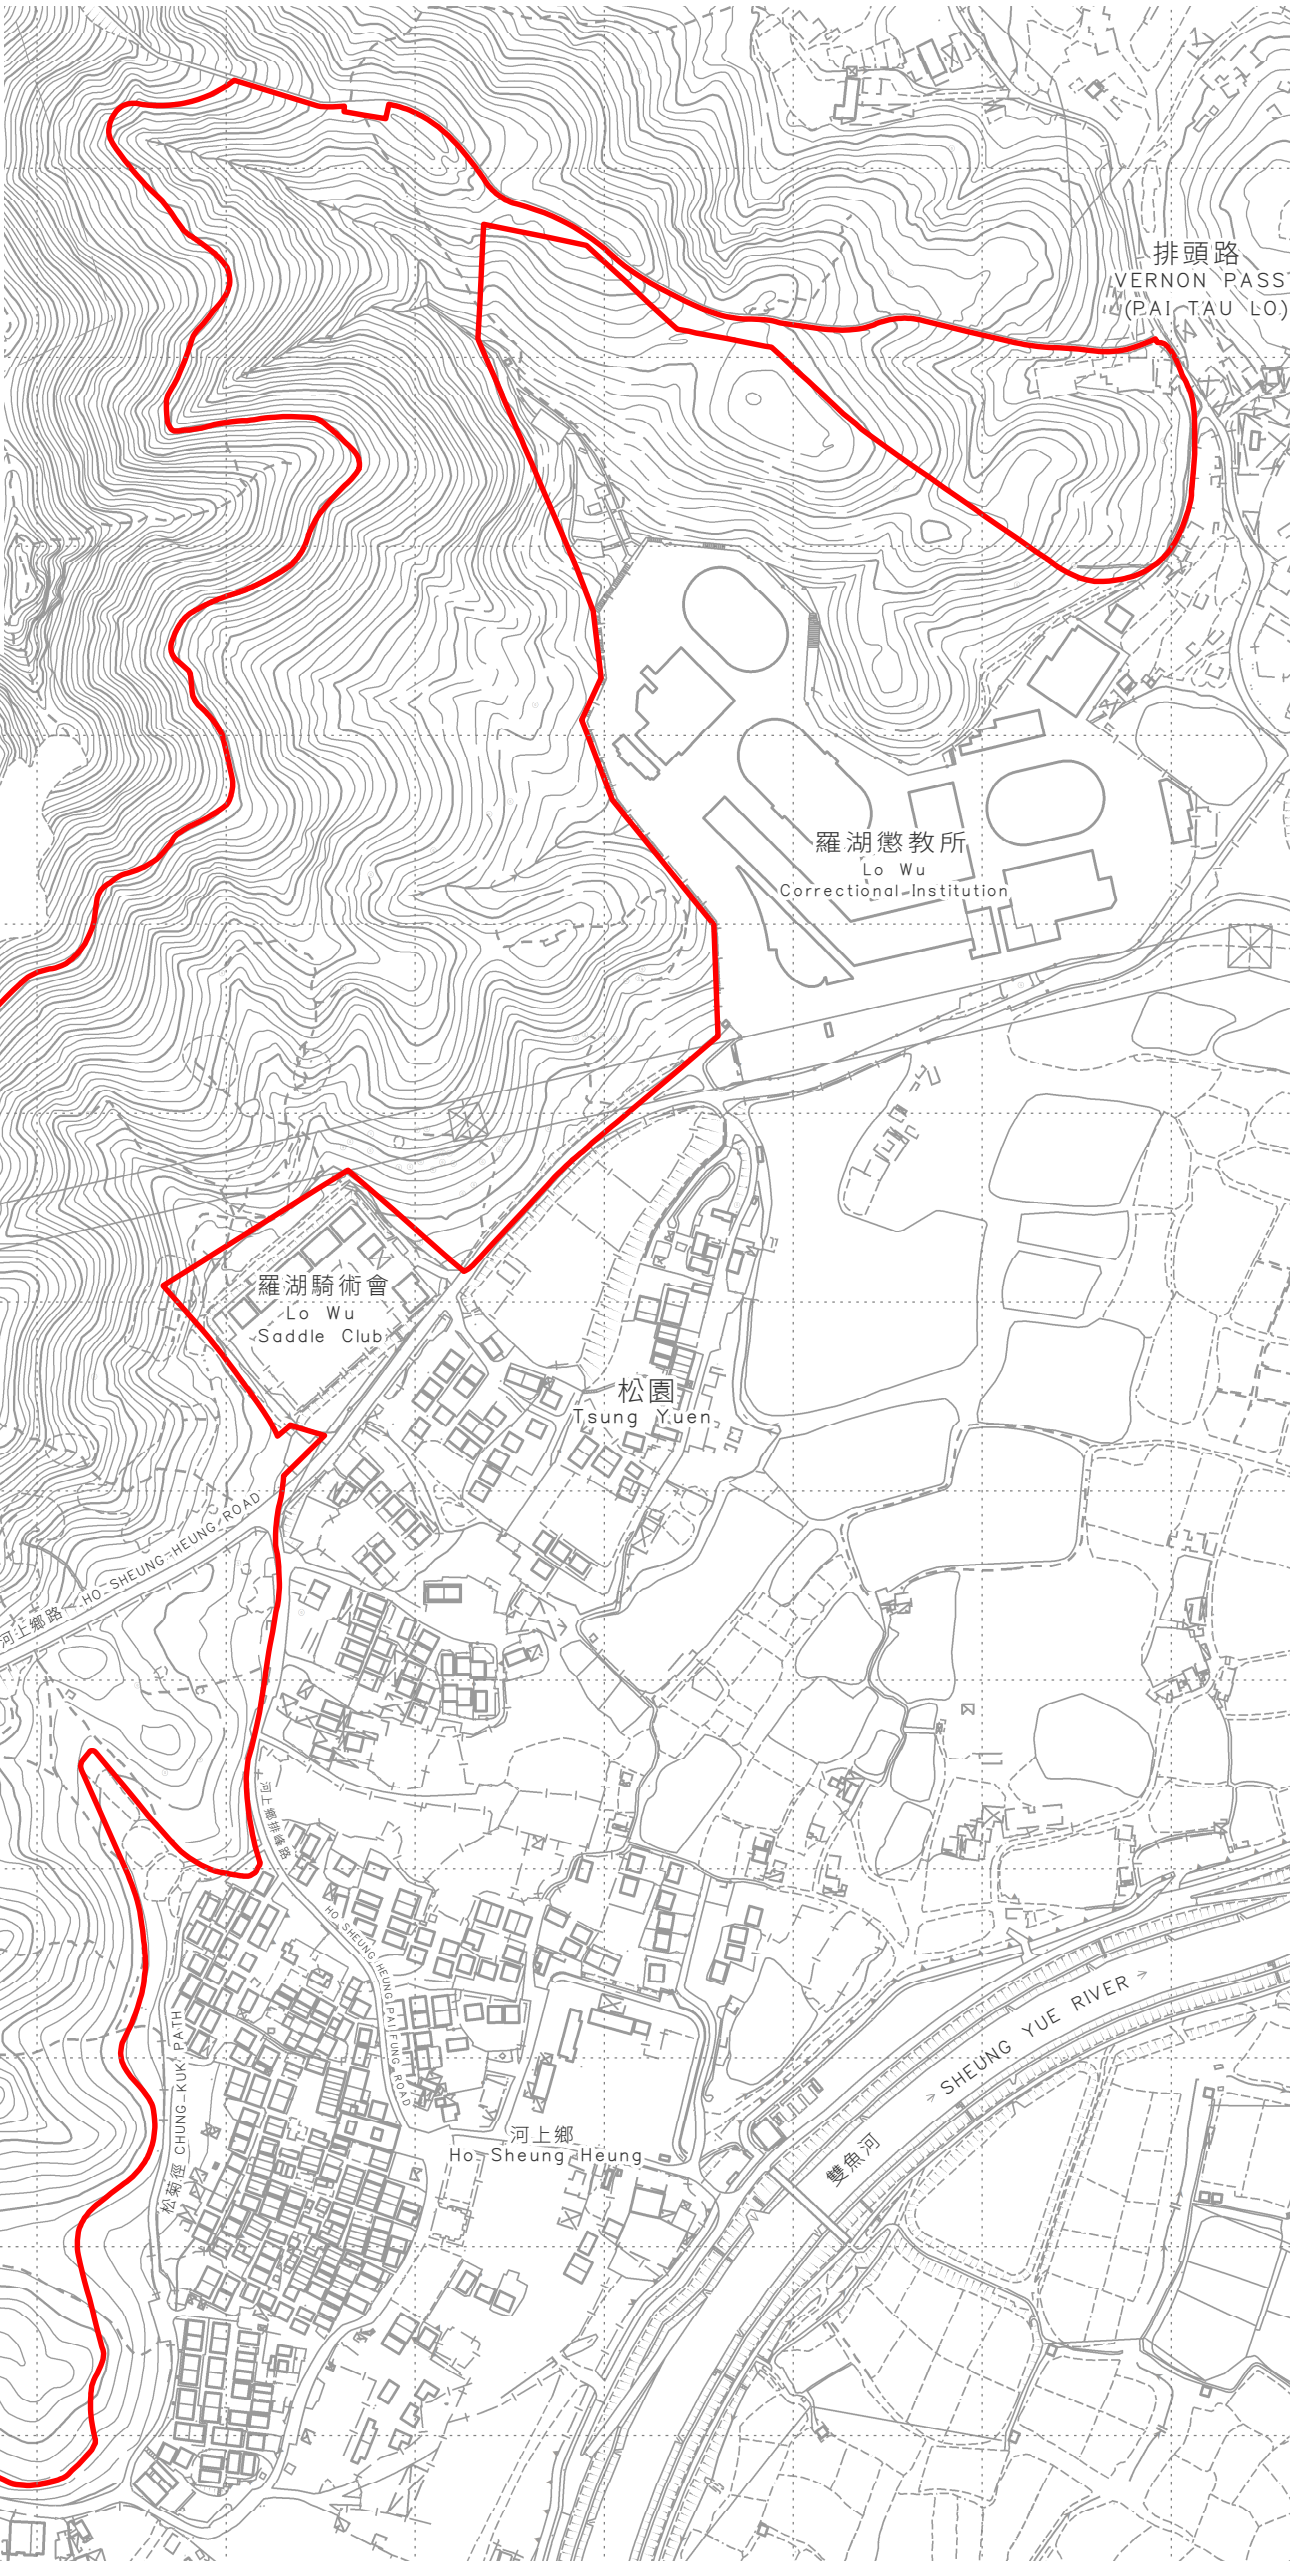 排頭路
VERNON PASS
(PAI TAU LO)
羅湖懲教所
Lo Wu
Correctional Institution
羅湖騎術會
Lo Wu
Saddle Club
松園
Tsung Yuen
河上鄉路 HO SHEUNG HEUNG ROAD
河上鄉排峰路
HO SHEUNG HEUNG PAI FUNG ROAD
松菊徑 CHUNG-KUK PATH
SHEUNG YUE RIVER
雙魚河
河上鄉
Ho Sheung Heung